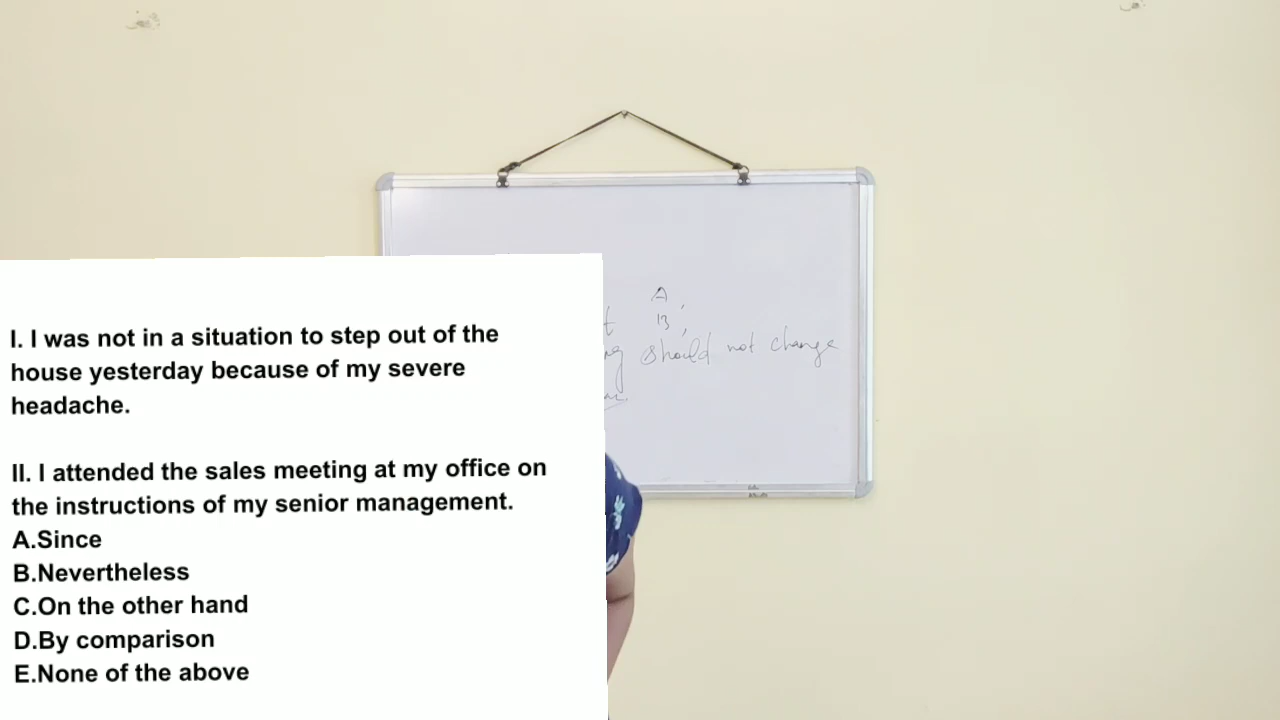 I. I was not in a situation to step out of the
house yesterday because of my severe
headache.
II. I attended the sales meeting at my office on
the instructions of my senior management.
A.Since
B.Nevertheless
C.On the other hand
D.By comparison
E.None of the above
A,
B,
should not change